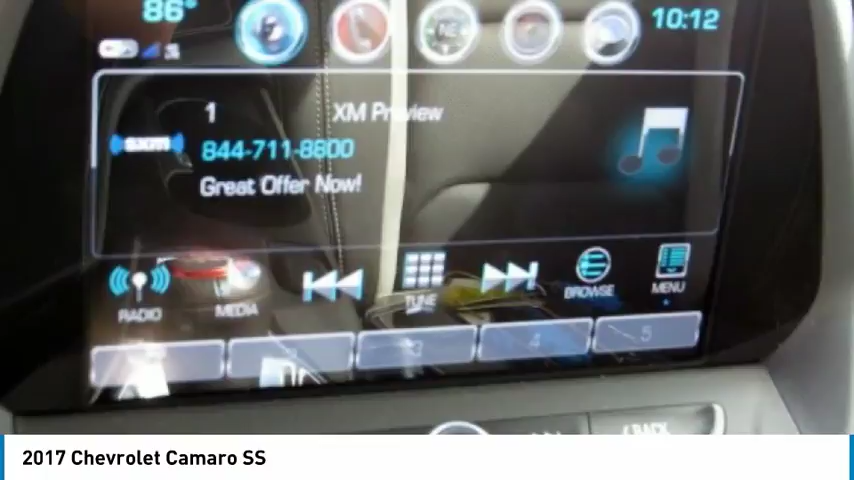 86° 10:12
1 XM Preview
844-711-8600
Great Offer Now!
RADIO MEDIA TUNE BROWSE MENU
3 4 5
BACK
2017 Chevrolet Camaro SS